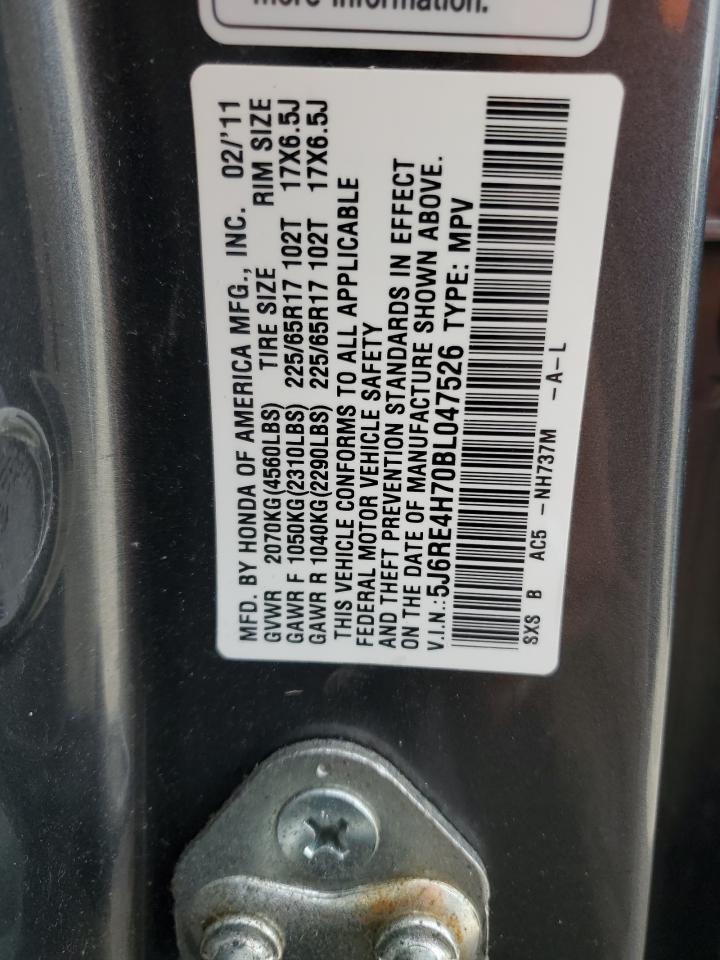 more information.
MFD. BY HONDA OF AMERICA MFG., INC. 02/'11
GVWR 2070KG(4560LBS) TIRE SIZE RIM SIZE
GAWR F 1050KG(2310LBS) 225/65R17 102T 17X6.5J
GAWR R 1040KG(2290LBS) 225/65R17 102T 17X6.5J
THIS VEHICLE CONFORMS TO ALL APPLICABLE
FEDERAL MOTOR VEHICLE SAFETY
AND THEFT PREVENTION STANDARDS IN EFFECT
ON THE DATE OF MANUFACTURE SHOWN ABOVE.
V.I.N.:5J6RE4H70BL047526 TYPE: MPV
SXS B AC5 -NH737M -A-L